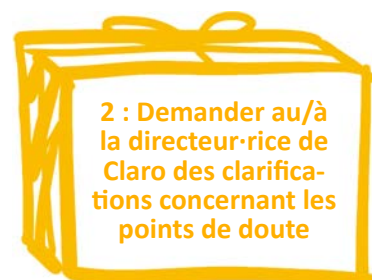 2 : Demander au/à
la directeur·rice de
Claro des clarifica-
tions concernant les
points de doute